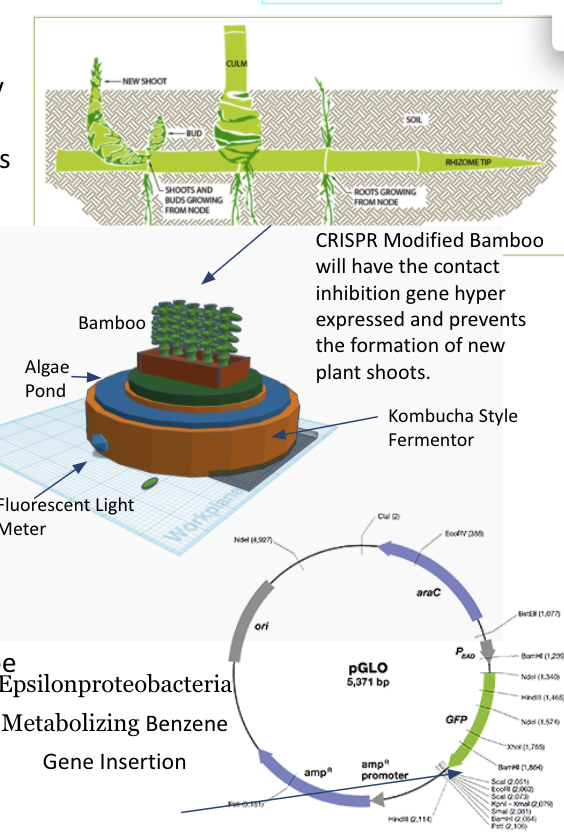 CULM
NEW SHOOT
SOIL
BUD
RHIZOME TIP
SHOOTS AND
BUDS GROWING
FROM NODE
ROOTS GROWING
FROM NODE
CRISPR Modified Bamboo
will have the contact
inhibition gene hyper
expressed and prevents
the formation of new
plant shoots.
Bamboo
Algae
Pond
Kombucha Style
Fermentor
Fluorescent Light
Meter
Workplane
ClaI (2)
NdeI (4,927)
EcoRV (388)
araC
ori
BstEII (1,077)
PBAD
BamHI (1,239
pGLO
5,371 bp
NdeI (1,340)
HindIII (1,465)
NdeI (1,574)
GFP
XhoI (1,765)
BamHI (1,864)
Epsilonproteobacteria
Metabolizing Benzene
Gene Insertion
ampR
ampR
promoter
ScaI (2,051)
EcoRI (2,062)
SacI (2,073)
KpnI - XmaI (2,079)
SmaI (2,081)
BamHI (2,084)
PstI (2,106)
HindIII (2,114)